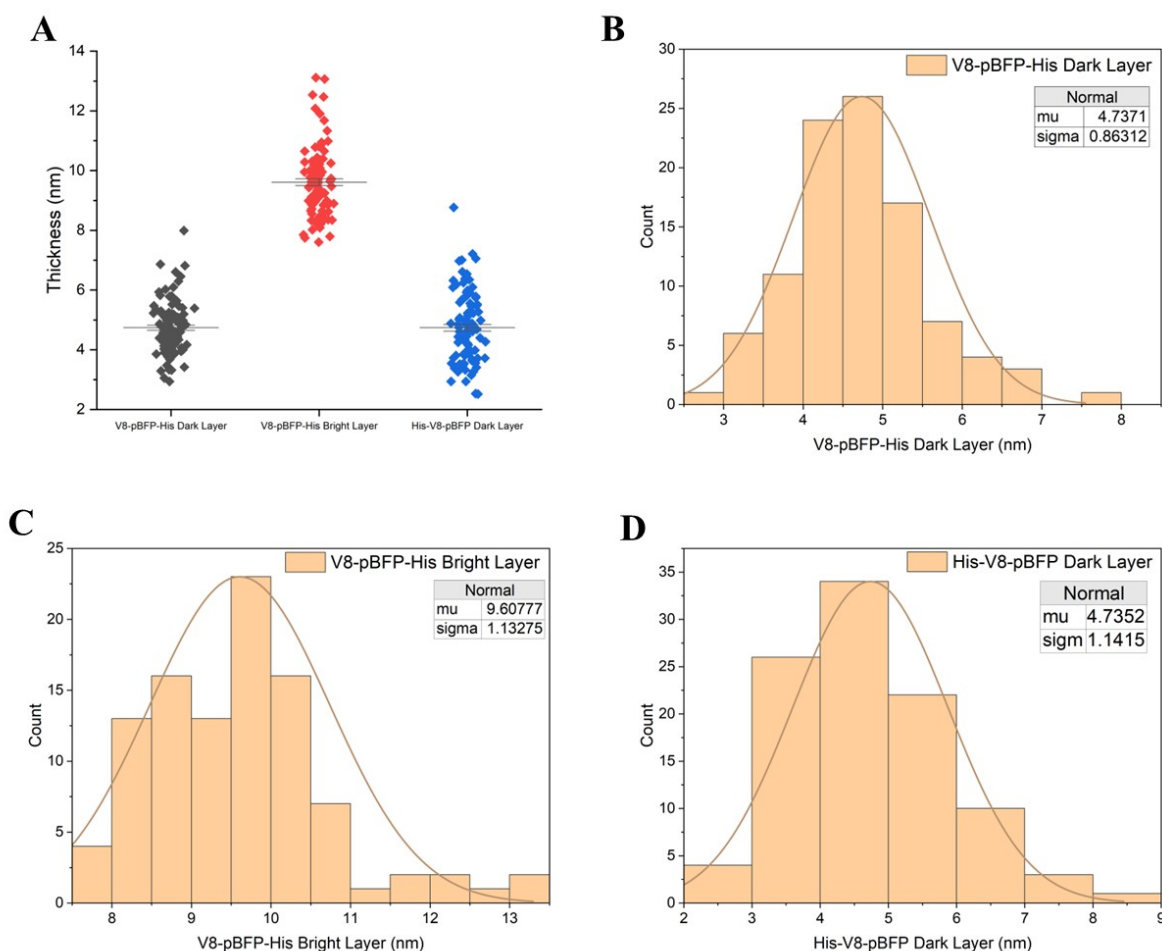 A
14
12
10
8
6
4
2
Thickness (nm)
V8-pBFP-His Dark Layer
V8-pBFP-His Bright Layer
His-V8-pBFP Dark Layer
B
30
25
20
15
10
5
0
Count
V8-pBFP-His Dark Layer
Normal
mu 4.7371
sigma 0.86312
3 4 5 6 7 8
V8-pBFP-His Dark Layer (nm)
C
25
20
15
10
5
0
Count
V8-pBFP-His Bright Layer
Normal
mu 9.60777
sigma 1.13275
8 9 10 11 12 13
V8-pBFP-His Bright Layer (nm)
D
35
30
25
20
15
10
5
0
Count
His-V8-pBFP Dark Layer
Normal
mu 4.7352
sigm 1.1415
2 3 4 5 6 7 8 9
His-V8-pBFP Dark Layer (nm)